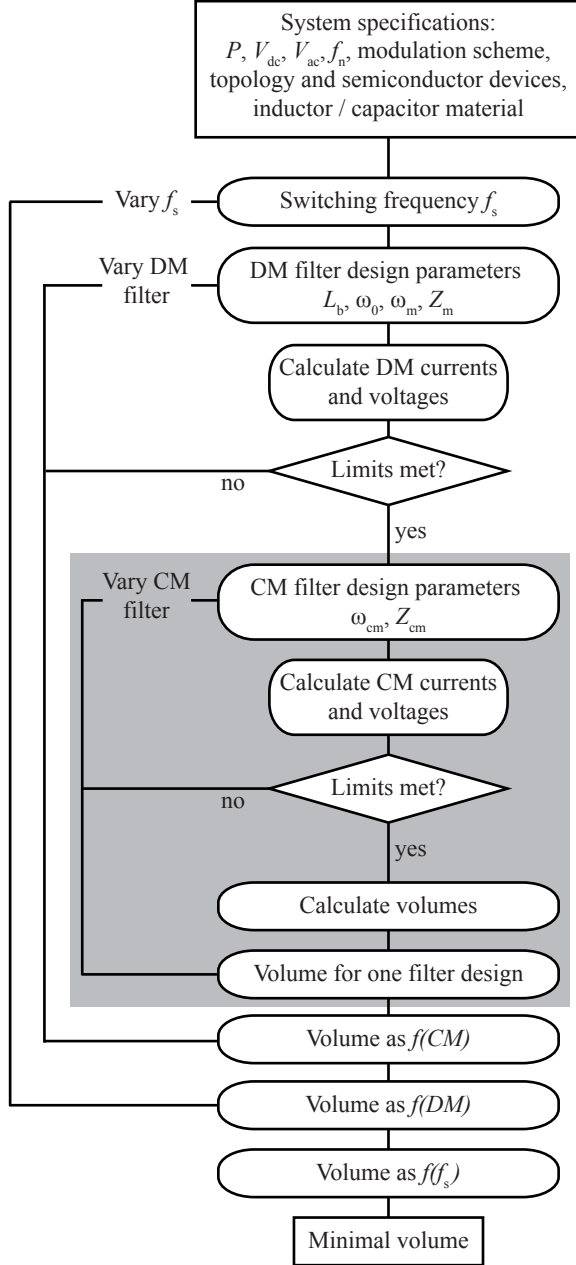 System specifications:
P, V_dc, V_ac, f_n, modulation scheme,
topology and semiconductor devices,
inductor / capacitor material
Vary f_s
Switching frequency f_s
Vary DM
filter
DM filter design parameters
L_b, ω_0, ω_m, Z_m
Calculate DM currents
and voltages
Limits met?
no
yes
Vary CM
filter
CM filter design parameters
ω_cm, Z_cm
Calculate CM currents
and voltages
Limits met?
no
yes
Calculate volumes
Volume for one filter design
Volume as f(CM)
Volume as f(DM)
Volume as f(f_s)
Minimal volume